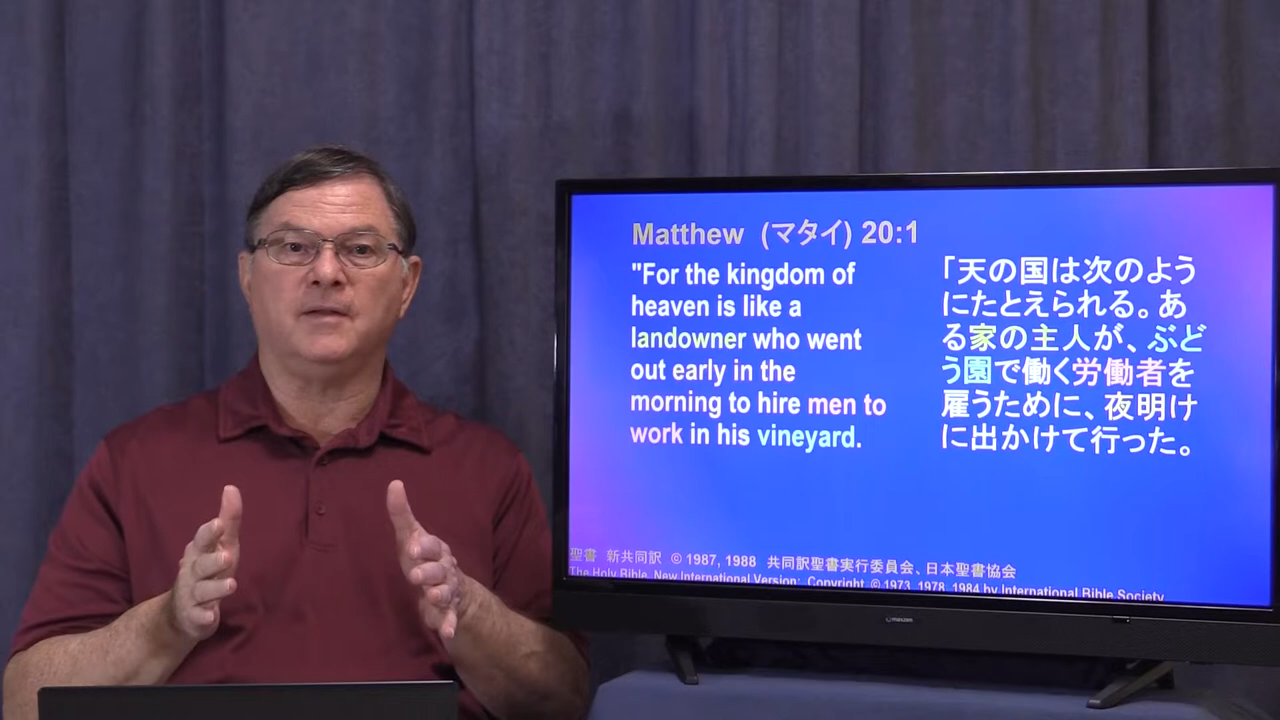 Matthew (マタイ) 20:1
"For the kingdom of
heaven is like a
landowner who went
out early in the
morning to hire men to
work in his vineyard.
「天の国は次のよう
にたとえられる。あ
る家の主人が、ぶど
う園で働く労働者を
雇うために、夜明け
に出かけて行った。
聖書 新共同訳 © 1987, 1988 共同訳聖書実行委員会、日本聖書協会
The Holy Bible, New International Version: Copyright © 1973, 1978, 1984 by International Bible Society
maxzen